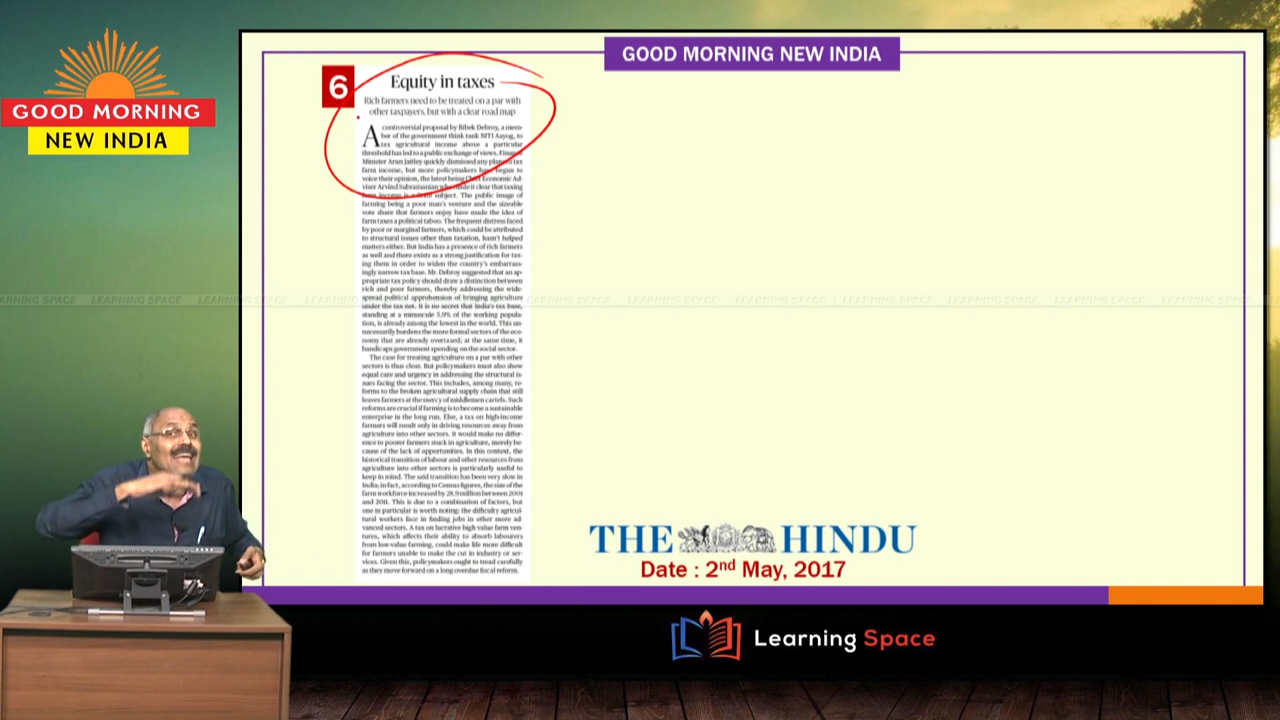 GOOD MORNING
NEW INDIA
GOOD MORNING NEW INDIA
6
Equity in taxes
Rich farmers need to be treated on a par with
other taxpayers, but with a clear road map
A controversial proposal by Bibek Debroy, a mem-
ber of the government think tank NITI Aayog, to
tax agricultural income above a particular
threshold has led to a public exchange of views. Finance
Minister Arun Jaitley quickly dismissed any plan to tax
farm income, but more policymakers have begun to
voice their opinion, the latest being Chief Economic Ad-
viser Arvind Subramanian who made it clear that taxing
farm income is a state subject. The public image of
farming being a poor man's venture and the sizeable
vote share that farmers enjoy have made the idea of
farm taxes a political taboo. The frequent distress faced
by poor or marginal farmers, which could be attributed
to structural issues other than taxation, hasn't helped
matters either. But India has a presence of rich farmers
as well and there exists as a strong justification for tax-
ing them in order to widen the country's embarrass-
ingly narrow tax base. Mr. Debroy suggested that an ap-
propriate tax policy should draw a distinction between
rich and poor farmers, thereby addressing the wide-
spread political apprehension of bringing agriculture
under the tax net. It is no secret that India's tax base,
standing at a minuscule 5.9% of the working popula-
tion, is already among the lowest in the world. This un-
necessarily burdens the more formal sectors of the eco-
nomy that are already overtaxed; at the same time, it
handicaps government spending on the social sector.
The case for treating agriculture on a par with other
sectors is thus clear. But policymakers must also show
equal care and urgency in addressing the structural is-
sues facing the sector. This includes, among many, re-
forms to the broken agricultural supply chain that still
leaves farmers at the mercy of middlemen cartels. Such
reforms are crucial if farming is to become a sustainable
enterprise in the long run. Else, a tax on high-income
farmers will result only in driving resources away from
agriculture into other sectors. It would make no differ-
ence to poorer farmers stuck in agriculture, merely be-
cause of the lack of opportunities. In this context, the
historical transition of labour and other resources from
agriculture into other sectors is particularly useful to
keep in mind. The said transition has been very slow in
India; in fact, according to Census figures, the size of the
farm workforce increased by 28.9 million between 2001
and 2011. This is due to a combination of factors, but
one in particular is worth noting: the difficulty agricul-
tural workers face in finding jobs in other more ad-
vanced sectors. A tax on lucrative high value farm ven-
tures, which affects their ability to absorb labourers
from low-value farming, could make life more difficult
for farmers unable to make the cut in industry or ser-
vices. Given this, policymakers ought to tread carefully
as they move forward on a long overdue fiscal reform.
LEARNING SPACE LEARNING SPACE LEARNING SPACE LEARNING SPACE LEARNING SPACE LEARNING SPACE LEARNING SPACE
THE HINDU
Date : 2nd May, 2017
Learning Space